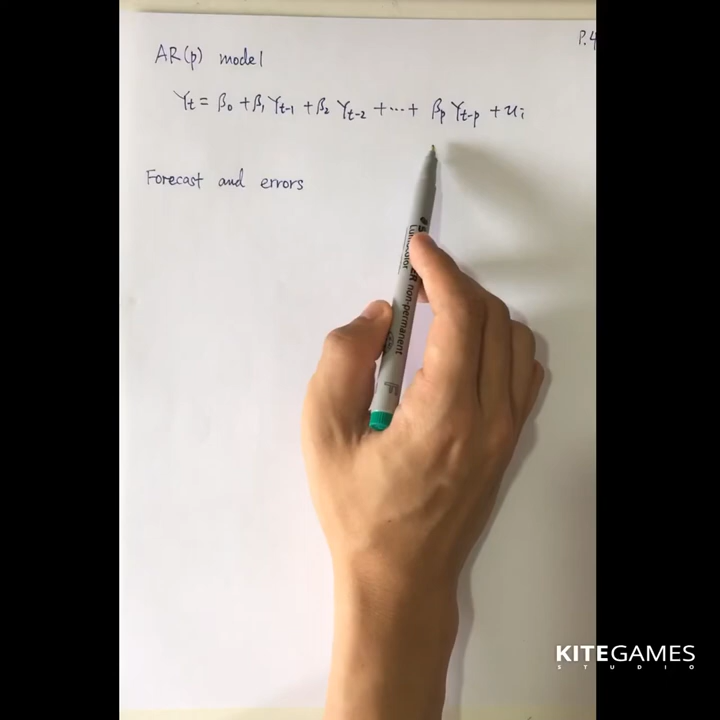 P.4
AR(p) model
Yt = β0 + β1 Yt-1 + β2 Yt-2 + ... + βp Yt-p + ui
Forecast and errors
non-permanent
KITEGAMES
STUDIO